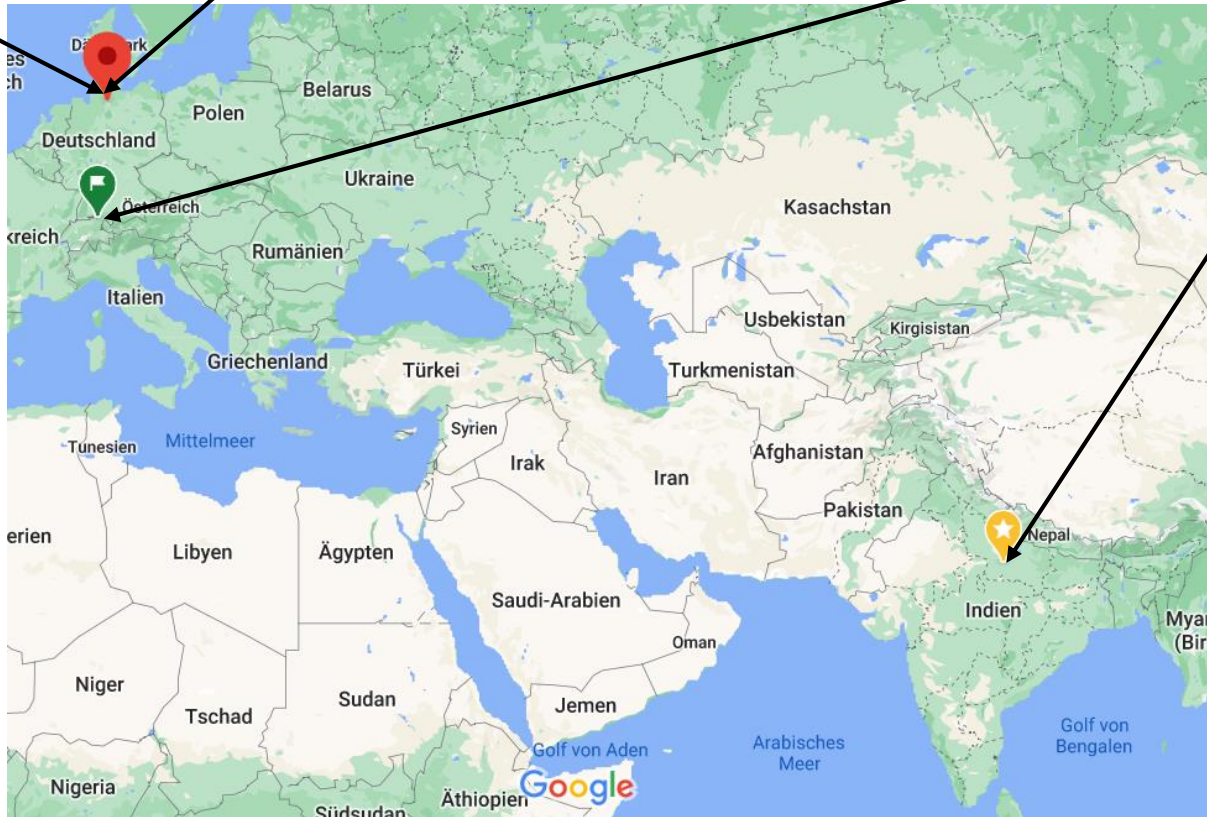 Dänemark
es
ch
Belarus
Polen
Deutschland
Ukraine
Österreich
Kasachstan
kreich
Rumänien
Italien
Usbekistan
Kirgisistan
Griechenland
Türkei
Turkmenistan
Syrien
Tunesien
Mittelmeer
Afghanistan
Irak
Iran
Pakistan
erien
Libyen
Ägypten
Nepal
Saudi-Arabien
Indien
Myan
(Bir
Oman
Niger
Sudan
Jemen
Tschad
Golf von
Bengalen
Arabisches
Meer
Golf von Aden
Nigeria
Google
Äthiopien
Südsudan